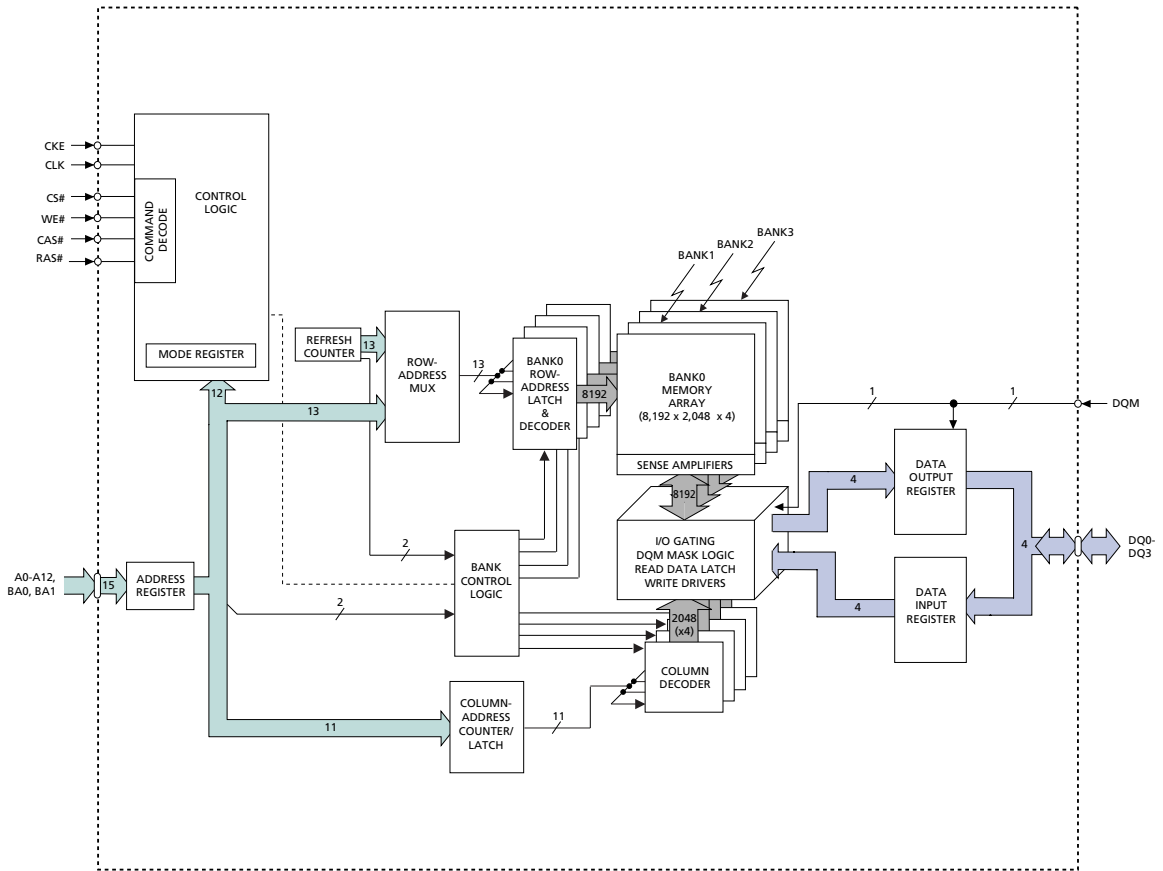 CKE
CLK
CS#
WE#
CAS#
RAS#
COMMAND
DECODE
CONTROL
LOGIC
MODE REGISTER
12
BANK3
BANK2
BANK1
REFRESH
COUNTER
13
ROW-
ADDRESS
MUX
13
13
BANK0
ROW-
ADDRESS
LATCH
&
DECODER
8192
BANK0
MEMORY
ARRAY
(8,192 x 2,048 x 4)
SENSE AMPLIFIERS
8192
1
1
DQM
DATA
OUTPUT
REGISTER
4
I/O GATING
DQM MASK LOGIC
READ DATA LATCH
WRITE DRIVERS
4
DQ0-
DQ3
DATA
INPUT
REGISTER
4
2
BANK
CONTROL
LOGIC
2
A0-A12,
BA0, BA1
15
ADDRESS
REGISTER
2048
(x4)
COLUMN
DECODER
11
COLUMN-
ADDRESS
COUNTER/
LATCH
11